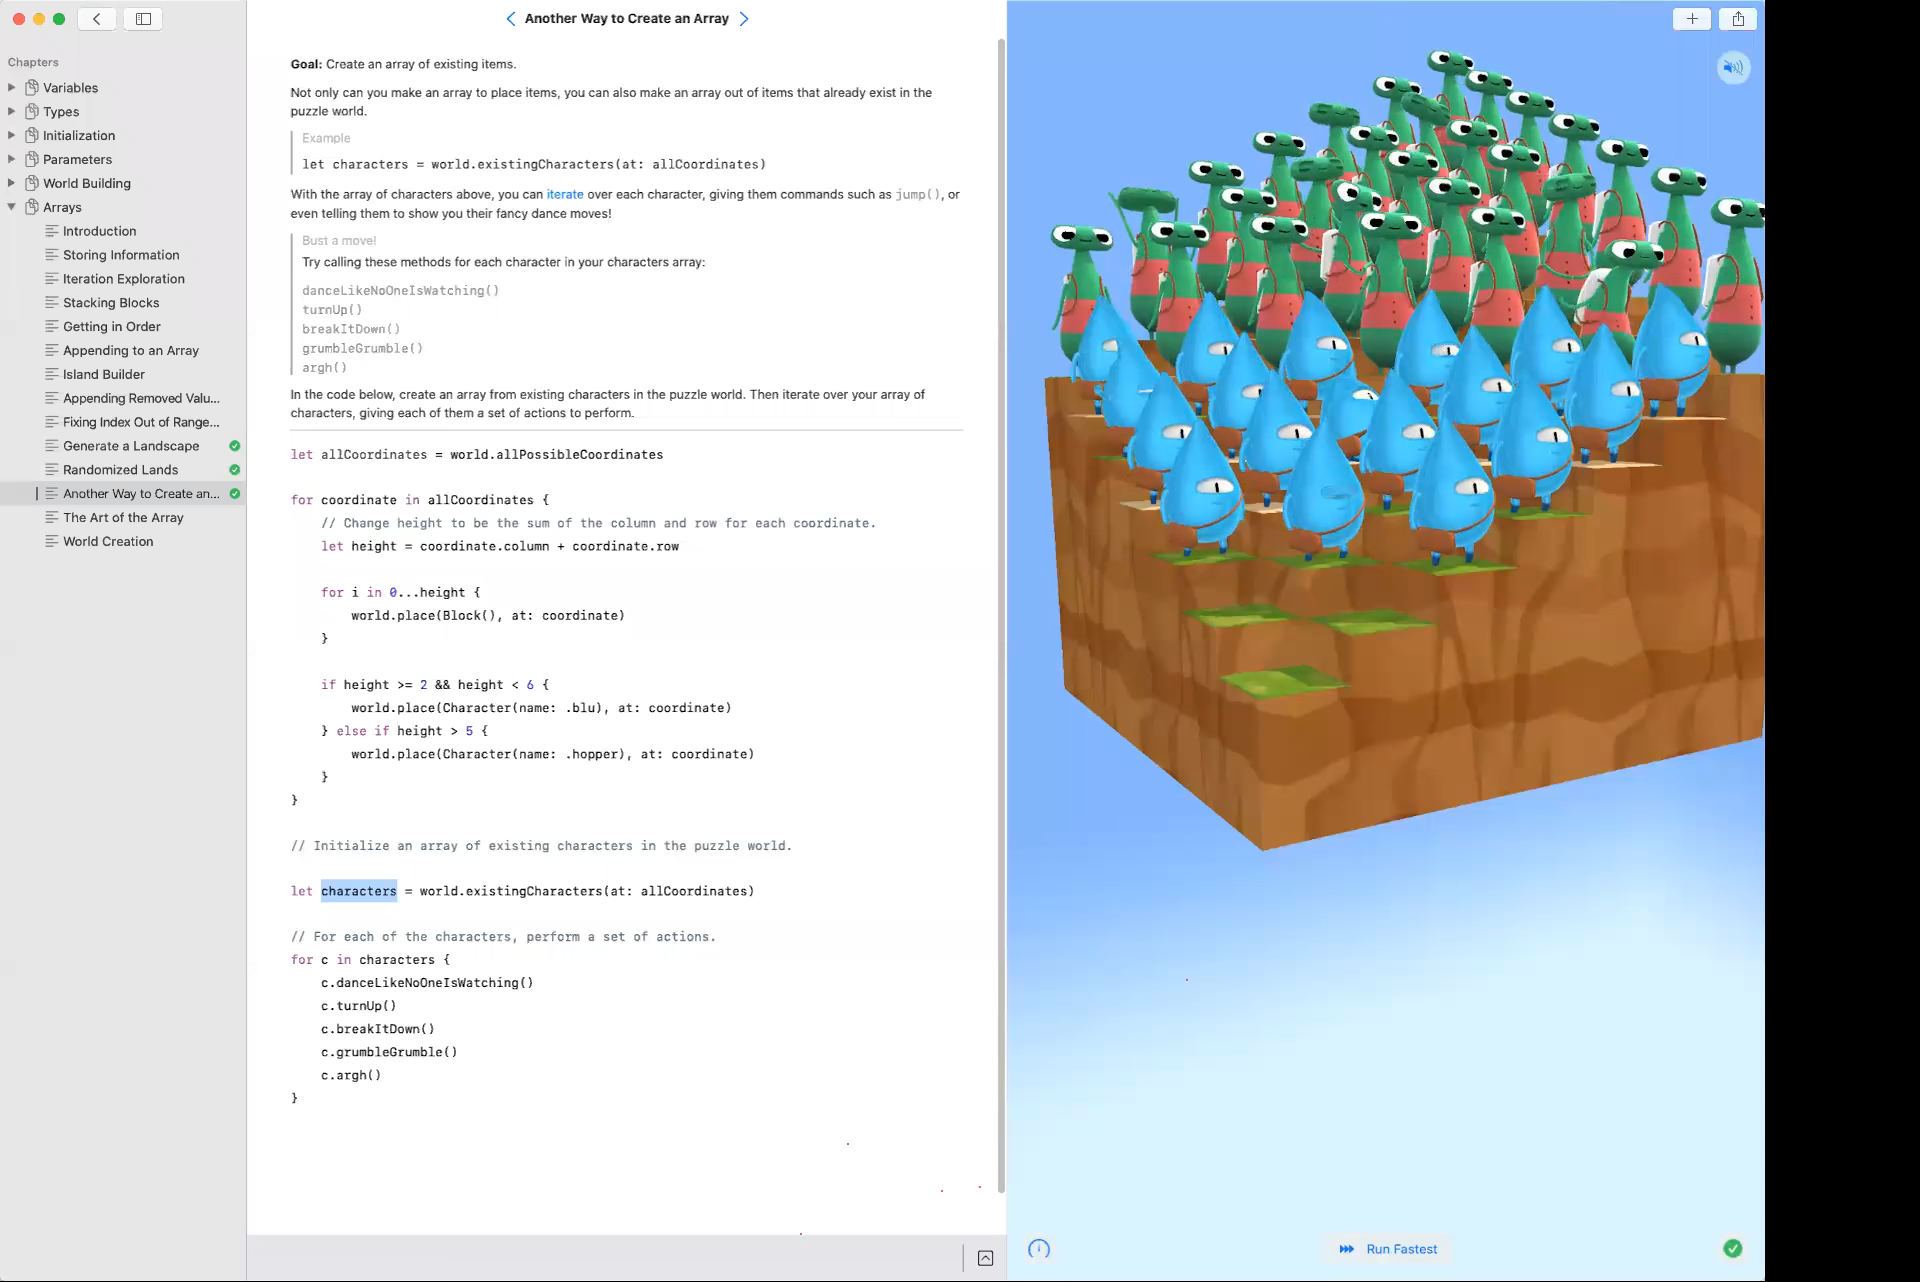 Another Way to Create an Array
Chapters
Variables
Types
Initialization
Parameters
World Building
Arrays
Introduction
Storing Information
Iteration Exploration
Stacking Blocks
Getting in Order
Appending to an Array
Island Builder
Appending Removed Valu...
Fixing Index Out of Range...
Generate a Landscape
Randomized Lands
Another Way to Create an...
The Art of the Array
World Creation
Goal: Create an array of existing items.
Not only can you make an array to place items, you can also make an array out of items that already exist in the
puzzle world.
Example
let characters = world.existingCharacters(at: allCoordinates)
With the array of characters above, you can iterate over each character, giving them commands such as jump(), or
even telling them to show you their fancy dance moves!
Bust a move!
Try calling these methods for each character in your characters array:
danceLikeNoOneIsWatching()
turnUp()
breakItDown()
grumbleGrumble()
argh()
In the code below, create an array from existing characters in the puzzle world. Then iterate over your array of
characters, giving each of them a set of actions to perform.
let allCoordinates = world.allPossibleCoordinates
for coordinate in allCoordinates {
// Change height to be the sum of the column and row for each coordinate.
let height = coordinate.column + coordinate.row
for i in 0...height {
world.place(Block(), at: coordinate)
}
if height >= 2 && height < 6 {
world.place(Character(name: .blu), at: coordinate)
} else if height > 5 {
world.place(Character(name: .hopper), at: coordinate)
}
}
// Initialize an array of existing characters in the puzzle world.
let characters = world.existingCharacters(at: allCoordinates)
// For each of the characters, perform a set of actions.
for c in characters {
c.danceLikeNoOneIsWatching()
c.turnUp()
c.breakItDown()
c.grumbleGrumble()
c.argh()
}
Run Fastest